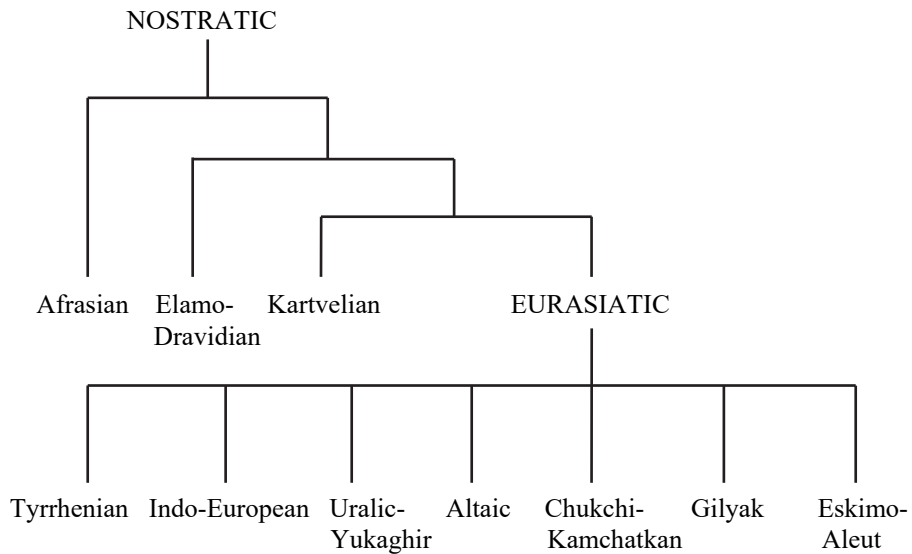 NOSTRATIC
Afrasian Elamo- Kartvelian EURASIATIC
Dravidian
Tyrrhenian Indo-European Uralic- Altaic Chukchi- Gilyak Eskimo-
Yukaghir Kamchatkan Aleut